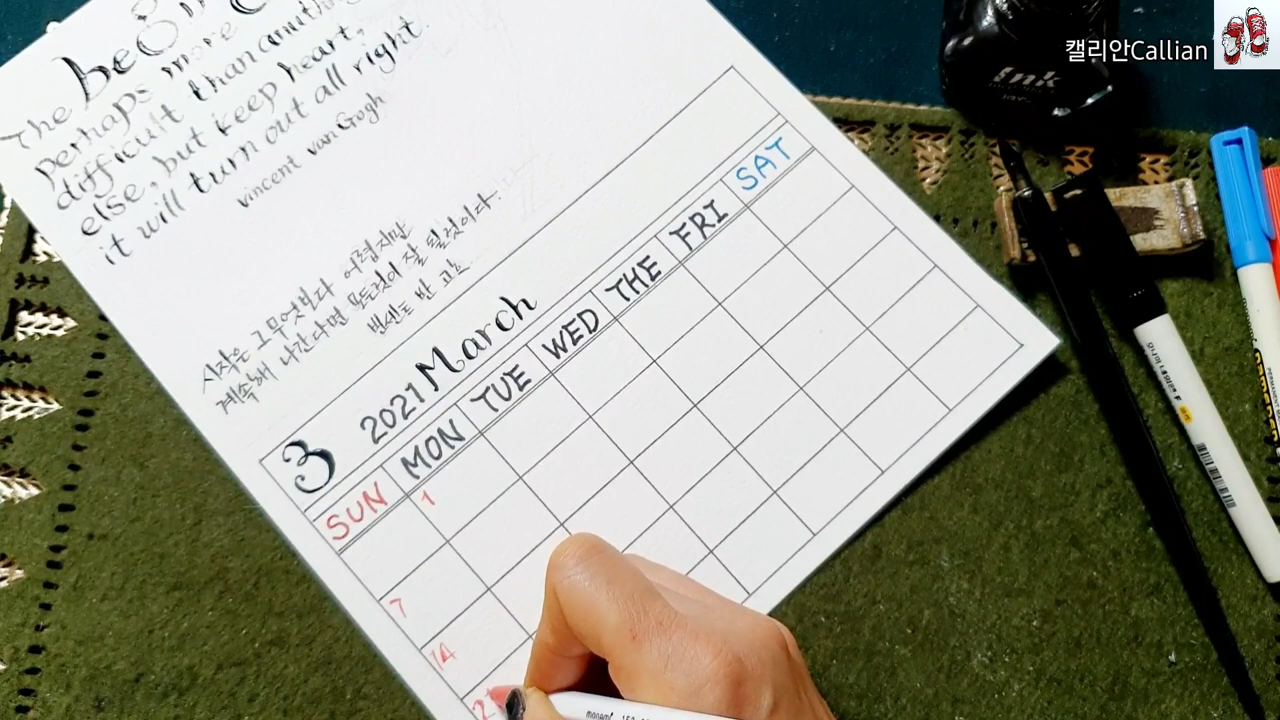 캘리안Callian
The Beginning
perhaps more
difficult than anything
else, but keep heart,
it will turn out all right.
vincent van Gogh
시작은 그 무엇보다 어렵지만
계속해 나간다면 모든것이 잘 될 것이다.
빈센트 반 고흐
3 2021 March
SUN MON TUE WED THE FRI SAT
1
7
14
2
Ink
monami